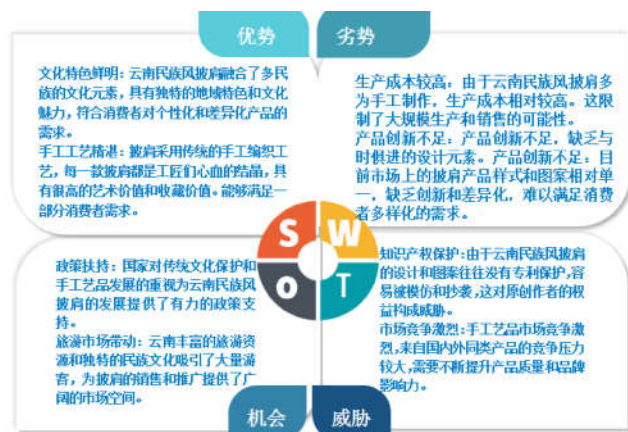 优势
劣势
文化特色鲜明：云南民族风披肩融合了多民
族的文化元素，具有独特的地域特色和文化
魅力，符合消费者对个性化和差异化产品的
需求。
手工工艺精湛：披肩采用传统的手工编织工
艺，每一款披肩都是工匠们心血的结晶，具
有很高的艺术价值和收藏价值。能够满足一
部分消费者需求。
生产成本较高：由于云南民族风披肩多
为手工制作，生产成本相对较高。这限
制了大规模生产和销售的可能性。
产品创新不足：产品创新不足，缺乏与
时俱进的设计元素。产品创新不足：目
前市场上的披肩产品样式和图案相对单
一，缺乏创新和差异化，难以满足消费
者多样化的需求。
S
W
O
T
政策扶持：国家对传统文化保护和
手工艺品发展的重视为云南民族风
披肩的发展提供了有力的政策支
持。
旅游市场带动：云南丰富的旅游资
源和独特的民族文化吸引了大量游
客，为披肩的销售和推广提供了广
阔的市场空间。
知识产权保护：由于云南民族风披肩
的设计和图案往往没有专利保护，容
易被模仿和抄袭，这对原创作者的权
益构成威胁。
市场竞争激烈：手工艺品市场竞争激
烈，来自国内外同类产品的竞争压力
较大，需要不断提升产品质量和品牌
影响力。
机会
威胁